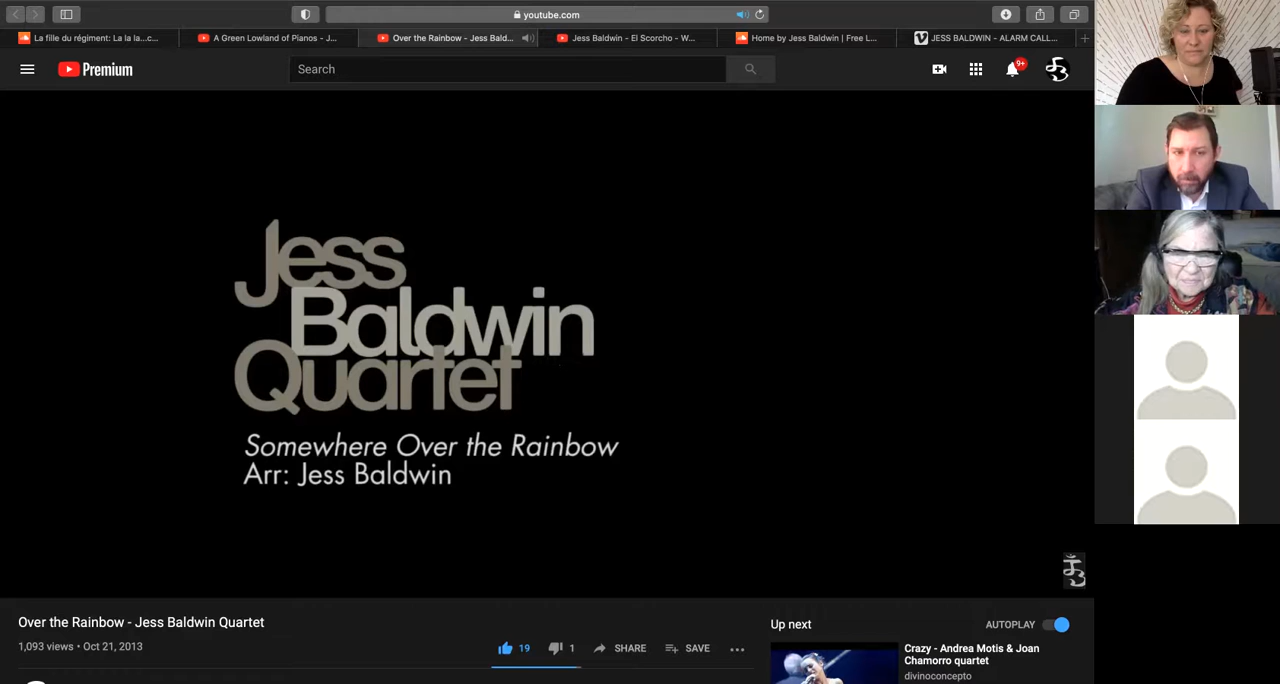 youtube.com
La fille du régiment: La la la...c...
A Green Lowland of Pianos - J...
Over the Rainbow - Jess Bald...
Jess Baldwin - El Scorcho - W...
Home by Jess Baldwin | Free L...
JESS BALDWIN - ALARM CALL...
Premium
Search
9+
Jess
Baldwin
Quartet
Somewhere Over the Rainbow
Arr: Jess Baldwin
Over the Rainbow - Jess Baldwin Quartet
1,093 views • Oct 21, 2013
19
1
SHARE
SAVE
Up next
AUTOPLAY
Crazy - Andrea Motis & Joan
Chamorro quartet
divinoconcepto